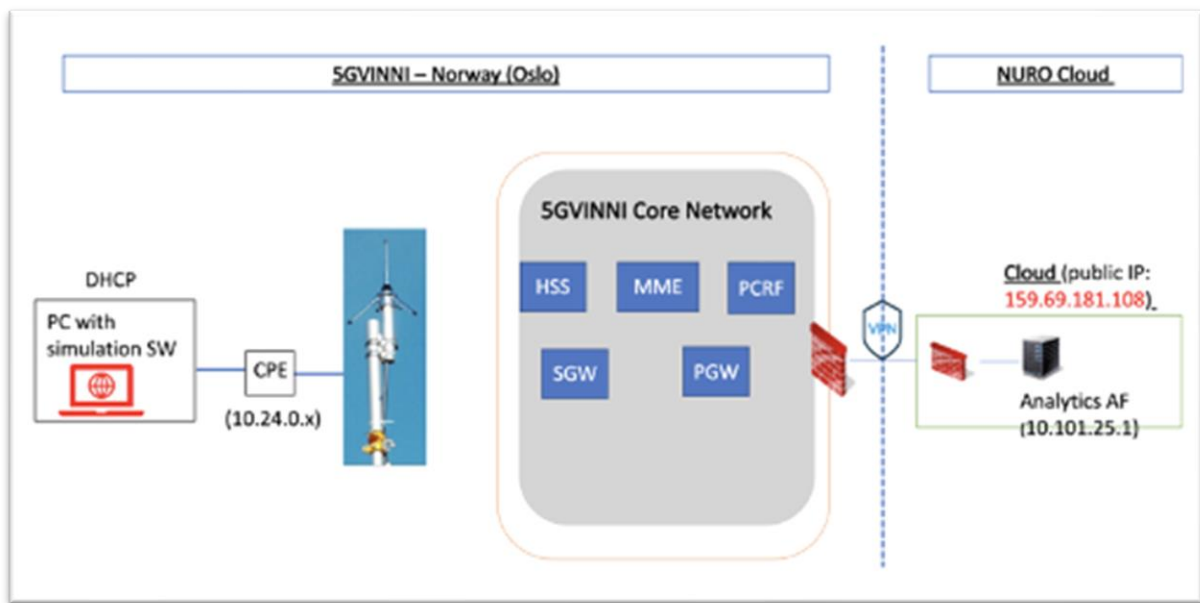 5GVINNI – Norway (Oslo)
NURO Cloud
5GVINNI Core Network
HSS
MME
PCRF
SGW
PGW
DHCP
PC with
simulation SW
CPE
(10.24.0.x)
VPN
Cloud (public IP:
159.69.181.108)
Analytics AF
(10.101.25.1)